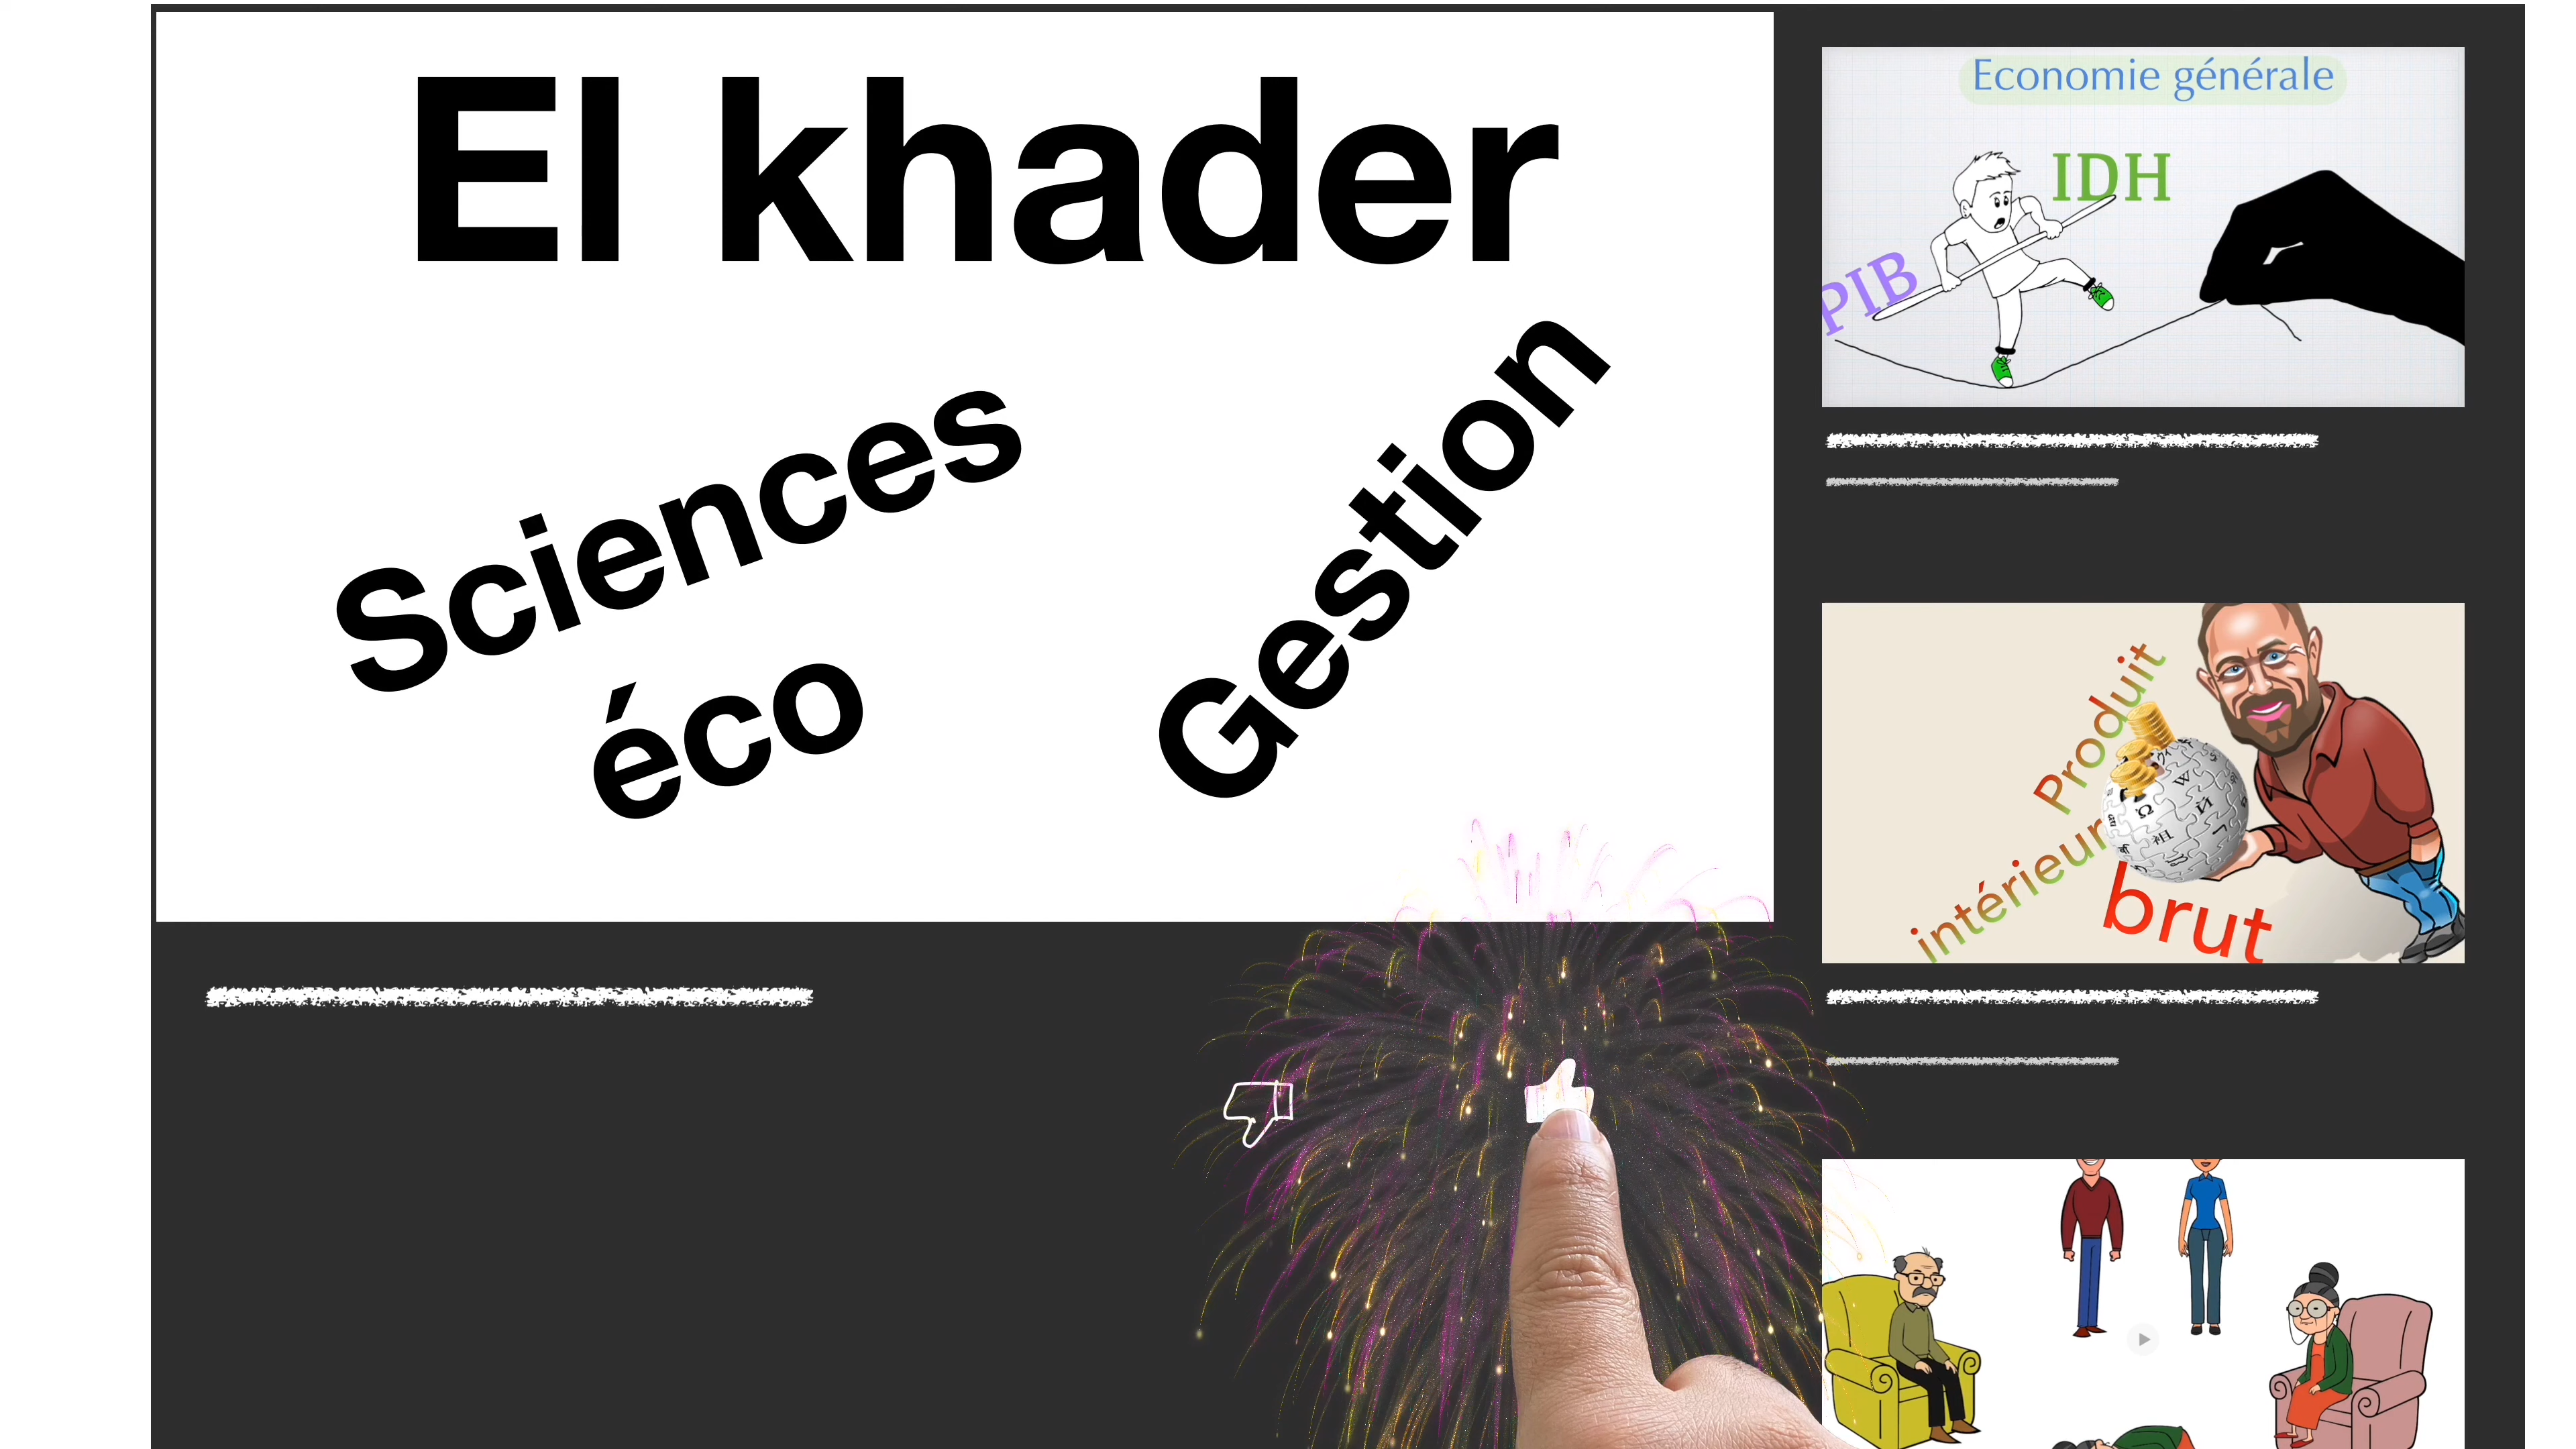 El khader
Sciences
éco
Gestion
Economie générale
IDH
PIB
Produit
intérieur
brut